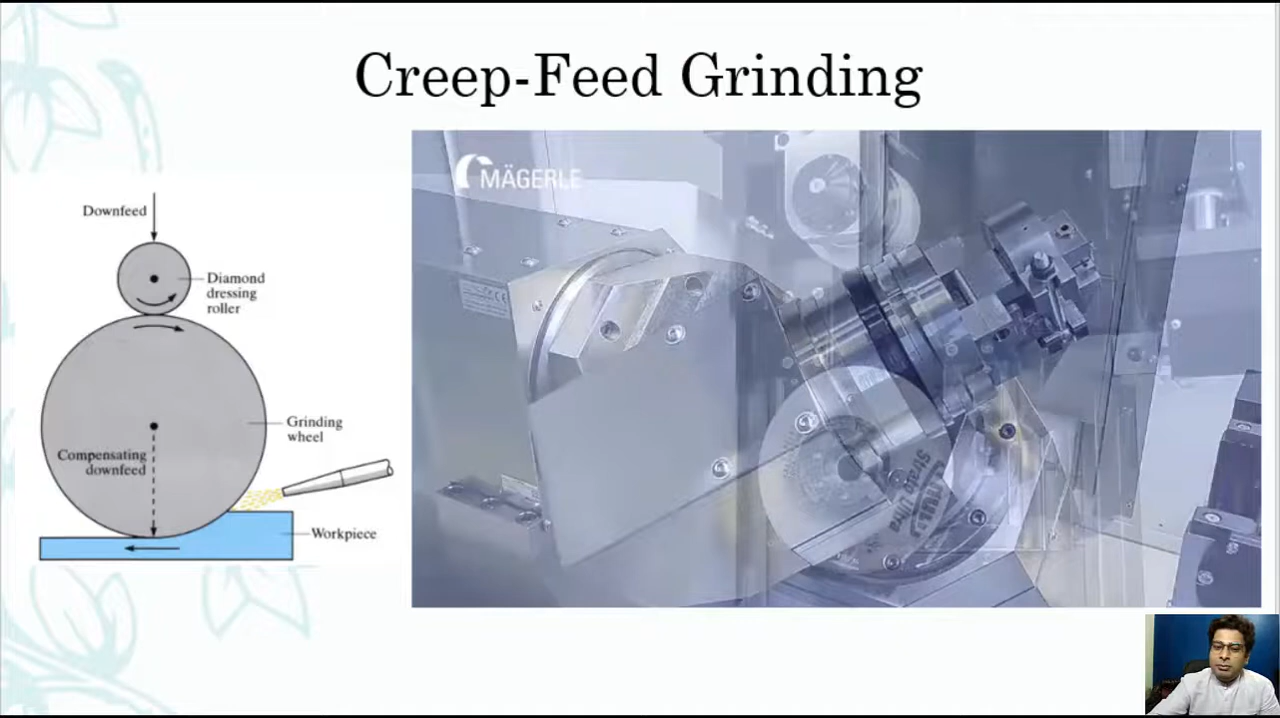 Creep-Feed Grinding
MÄGERLE
Downfeed
Diamond
dressing
roller
Grinding
wheel
Compensating
downfeed
Workpiece